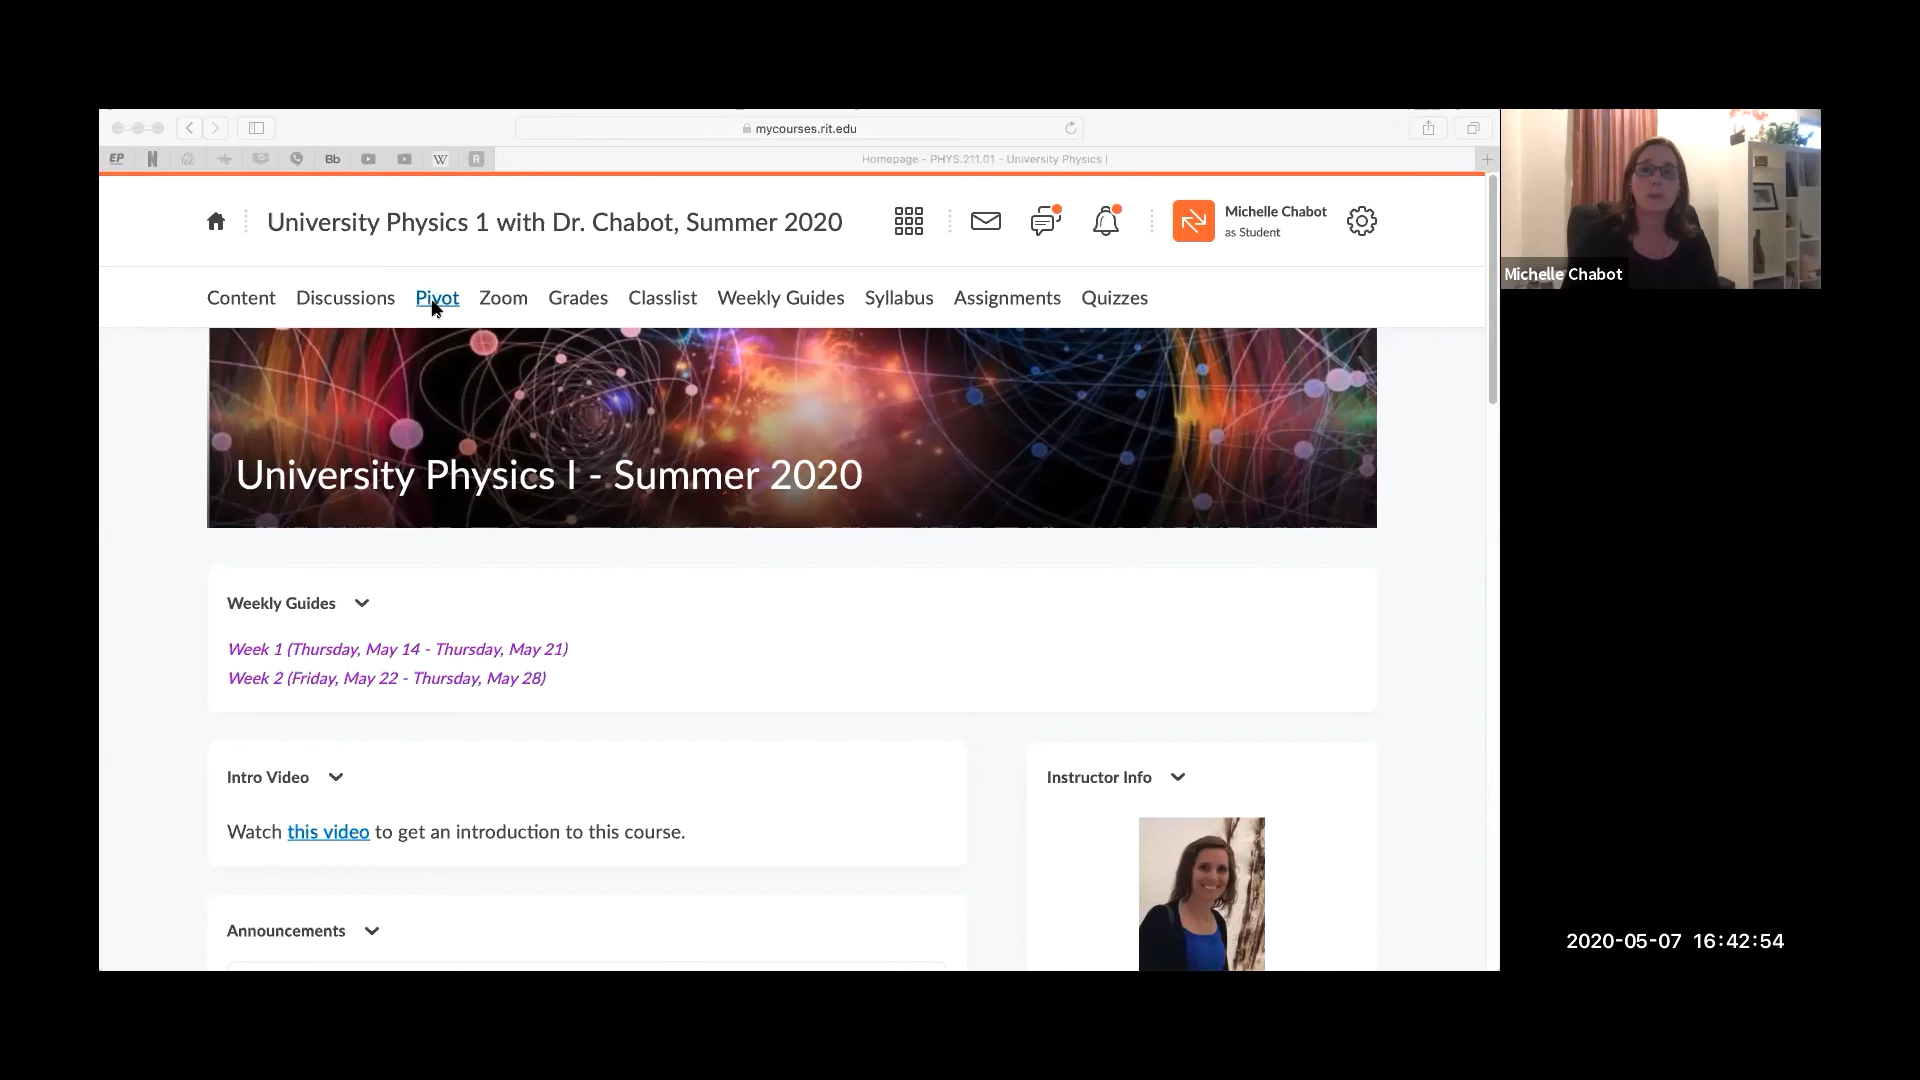 mycourses.rit.edu
EP N Bb W R Homepage - PHYS.211.01 - University Physics I
University Physics 1 with Dr. Chabot, Summer 2020
Michelle Chabot
as Student
Content Discussions Pivot Zoom Grades Classlist Weekly Guides Syllabus Assignments Quizzes
University Physics I - Summer 2020
Weekly Guides
Week 1 (Thursday, May 14 - Thursday, May 21)
Week 2 (Friday, May 22 - Thursday, May 28)
Intro Video
Watch this video to get an introduction to this course.
Announcements
Instructor Info
Michelle Chabot
2020-05-07 16:42:54